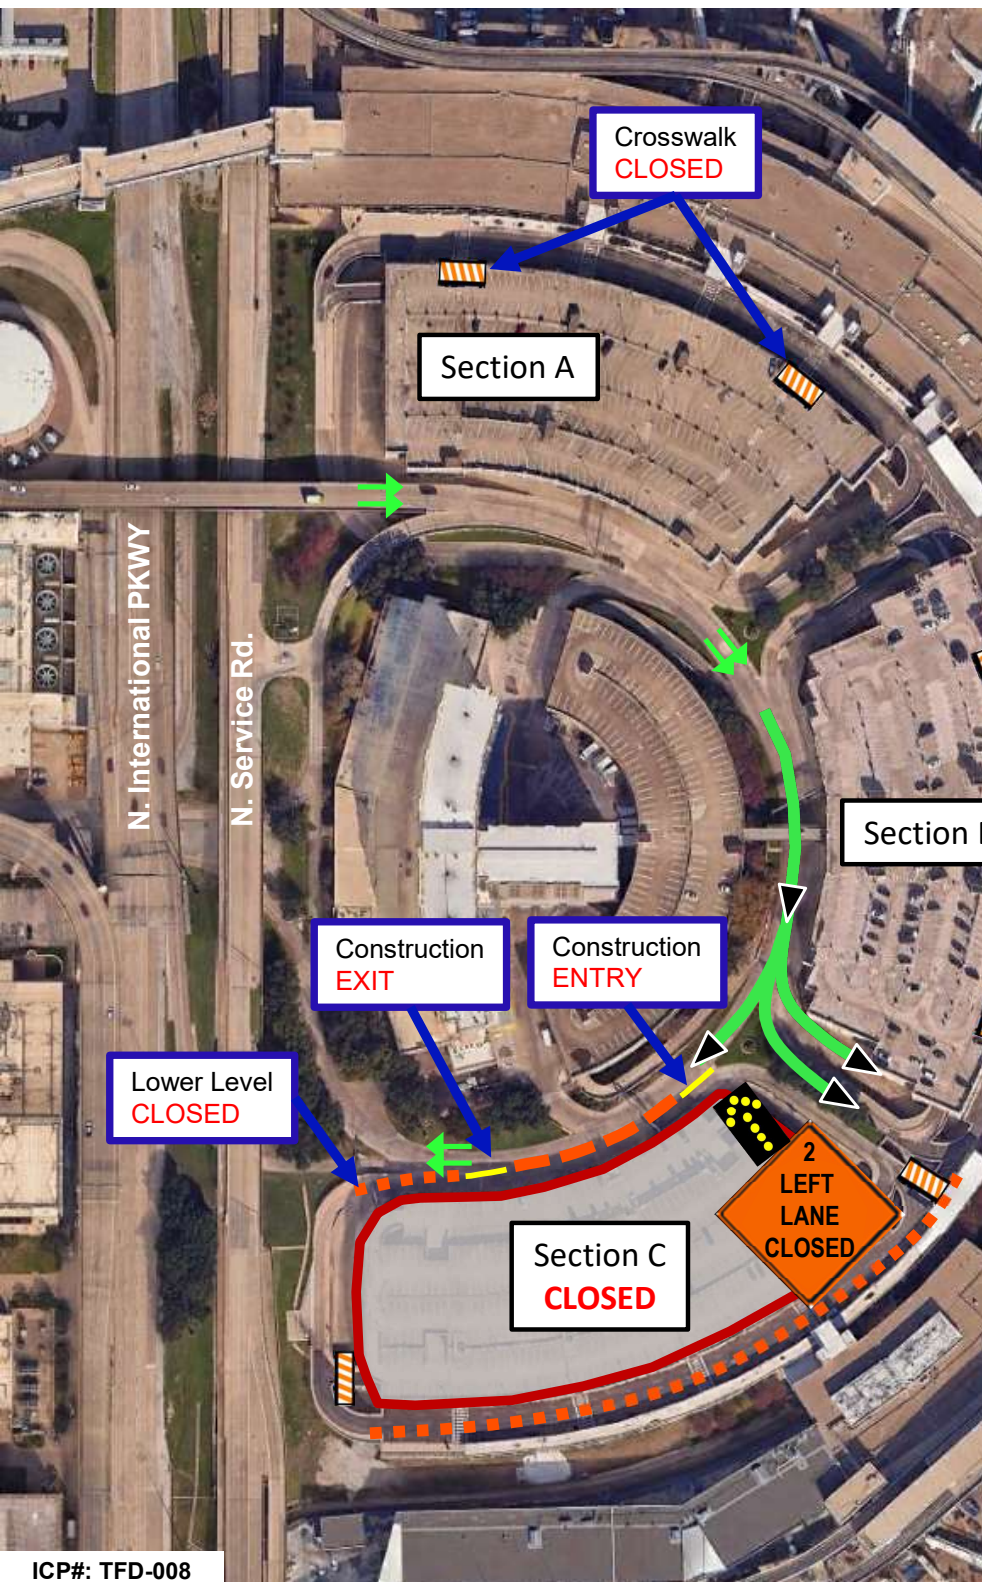 Crosswalk
CLOSED
Section A
N. International PKWY
N. Service Rd.
Section
Construction
EXIT
Construction
ENTRY
Lower Level
CLOSED
2
LEFT
LANE
CLOSED
Section C
CLOSED
ICP#: TFD-008